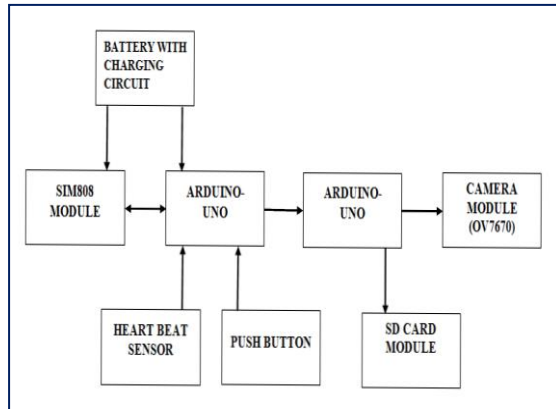 BATTERY WITH
CHARGING
CIRCUIT
SIM808
MODULE
ARDUINO-
UNO
ARDUINO-
UNO
CAMERA
MODULE
(OV7670)
HEART BEAT
SENSOR
PUSH BUTTON
SD CARD
MODULE